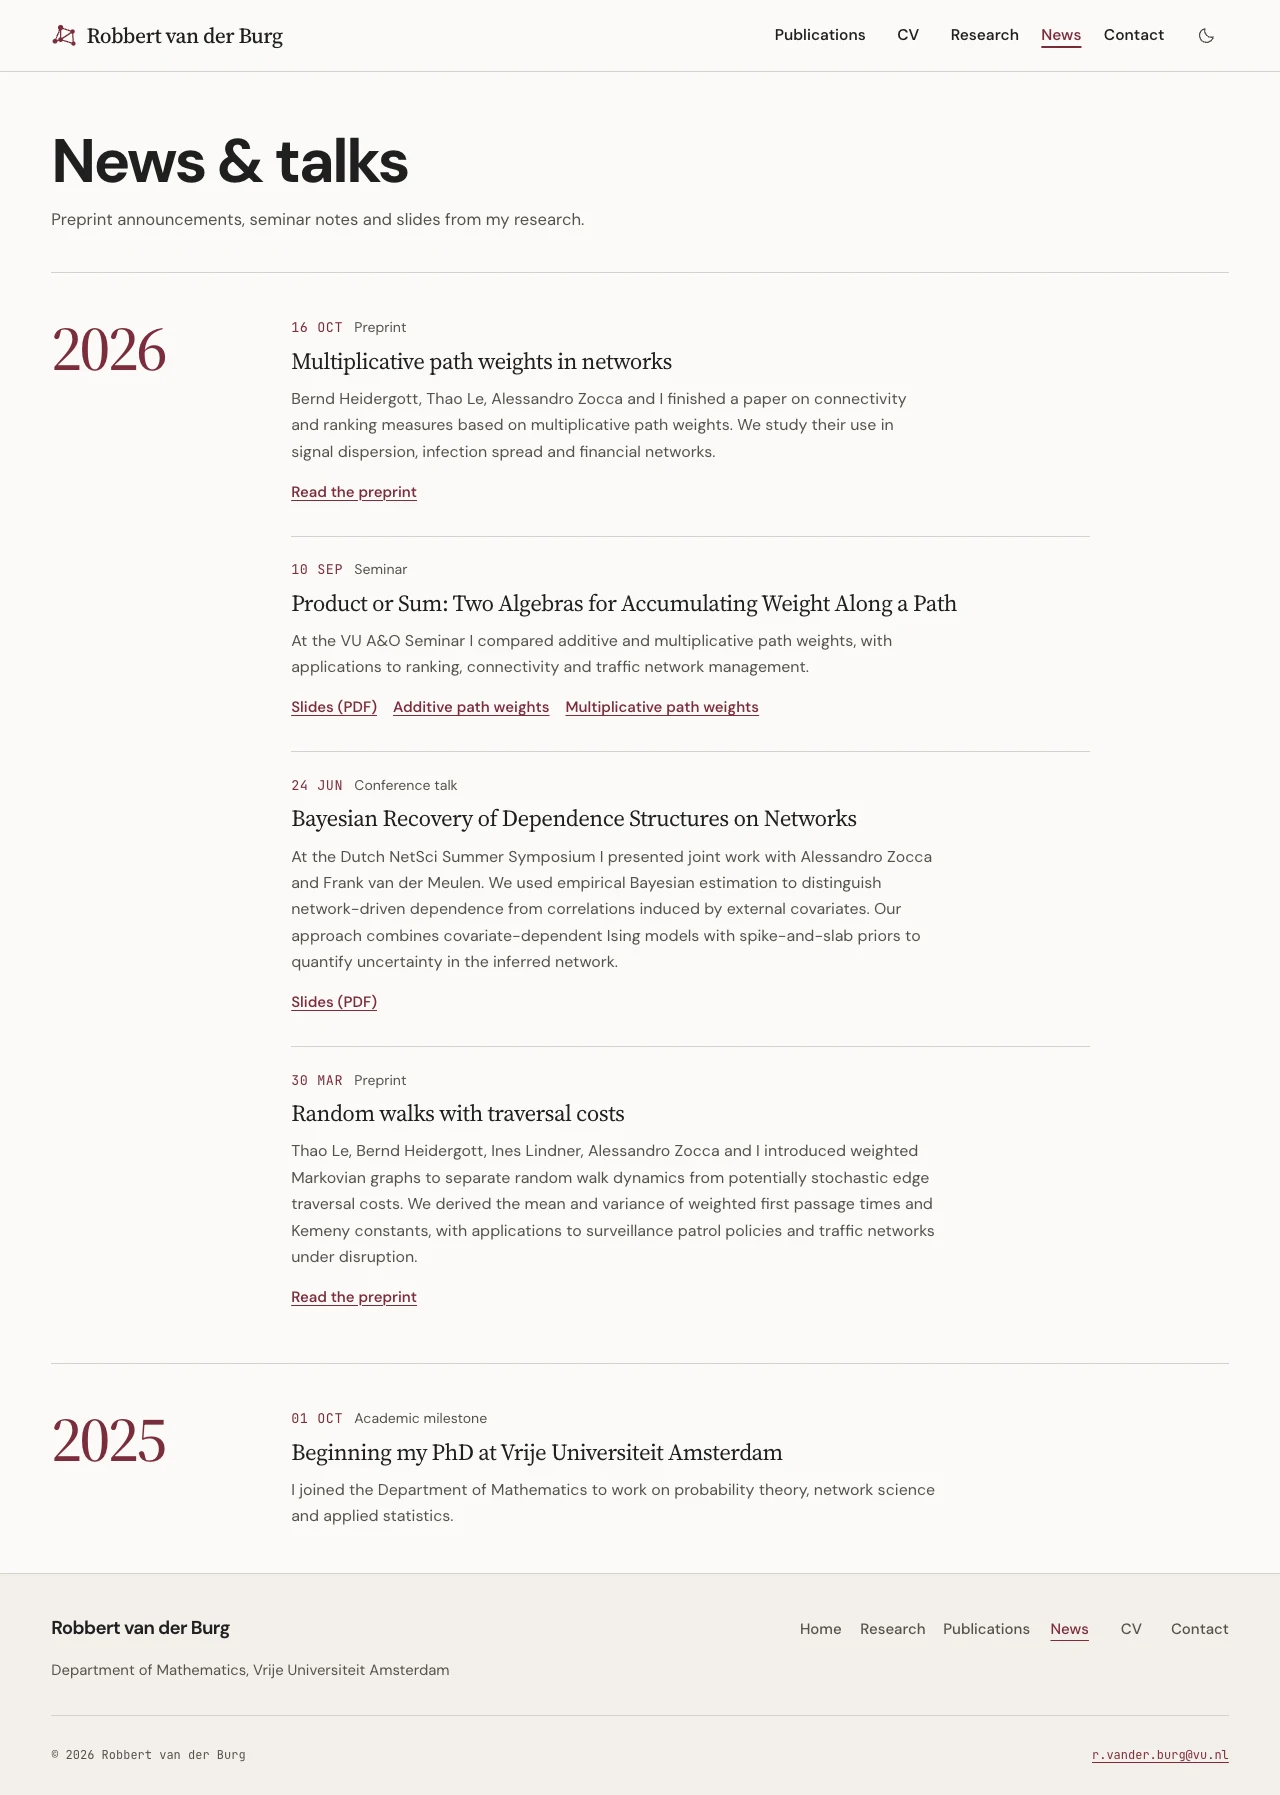 Robbert van der Burg
Publications CV Research News Contact
News & talks
Preprint announcements, seminar notes and slides from my research.
2026
16 OCT Preprint
Multiplicative path weights in networks
Bernd Heidergott, Thao Le, Alessandro Zocca and I finished a paper on connectivity
and ranking measures based on multiplicative path weights. We study their use in
signal dispersion, infection spread and financial networks.
Read the preprint
10 SEP Seminar
Product or Sum: Two Algebras for Accumulating Weight Along a Path
At the VU A&O Seminar I compared additive and multiplicative path weights, with
applications to ranking, connectivity and traffic network management.
Slides (PDF) Additive path weights Multiplicative path weights
24 JUN Conference talk
Bayesian Recovery of Dependence Structures on Networks
At the Dutch NetSci Summer Symposium I presented joint work with Alessandro Zocca
and Frank van der Meulen. We used empirical Bayesian estimation to distinguish
network-driven dependence from correlations induced by external covariates. Our
approach combines covariate-dependent Ising models with spike-and-slab priors to
quantify uncertainty in the inferred network.
Slides (PDF)
30 MAR Preprint
Random walks with traversal costs
Thao Le, Bernd Heidergott, Ines Lindner, Alessandro Zocca and I introduced weighted
Markovian graphs to separate random walk dynamics from potentially stochastic edge
traversal costs. We derived the mean and variance of weighted first passage times and
Kemeny constants, with applications to surveillance patrol policies and traffic networks
under disruption.
Read the preprint
2025
01 OCT Academic milestone
Beginning my PhD at Vrije Universiteit Amsterdam
I joined the Department of Mathematics to work on probability theory, network science
and applied statistics.
Robbert van der Burg
Home Research Publications News CV Contact
Department of Mathematics, Vrije Universiteit Amsterdam
© 2026 Robbert van der Burg
r.vander.burg@vu.nl